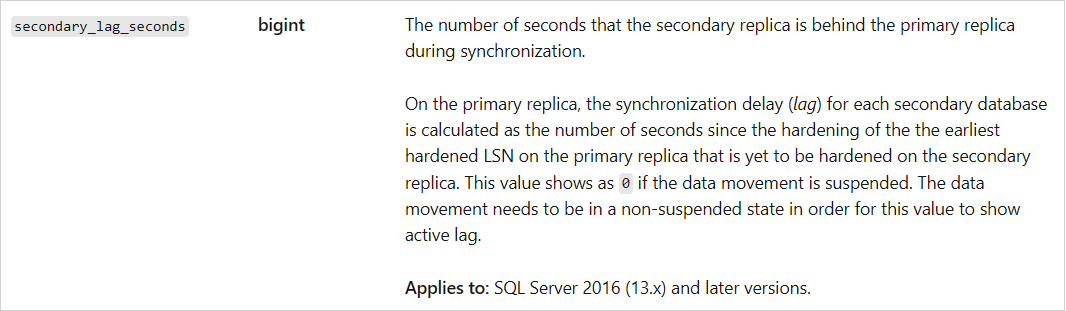 secondary_lag_seconds bigint The number of seconds that the secondary replica is behind the primary replica
during synchronization.
On the primary replica, the synchronization delay (lag) for each secondary database
is calculated as the number of seconds since the hardening of the the earliest
hardened LSN on the primary replica that is yet to be hardened on the secondary
replica. This value shows as 0 if the data movement is suspended. The data
movement needs to be in a non-suspended state in order for this value to show
active lag.
Applies to: SQL Server 2016 (13.x) and later versions.